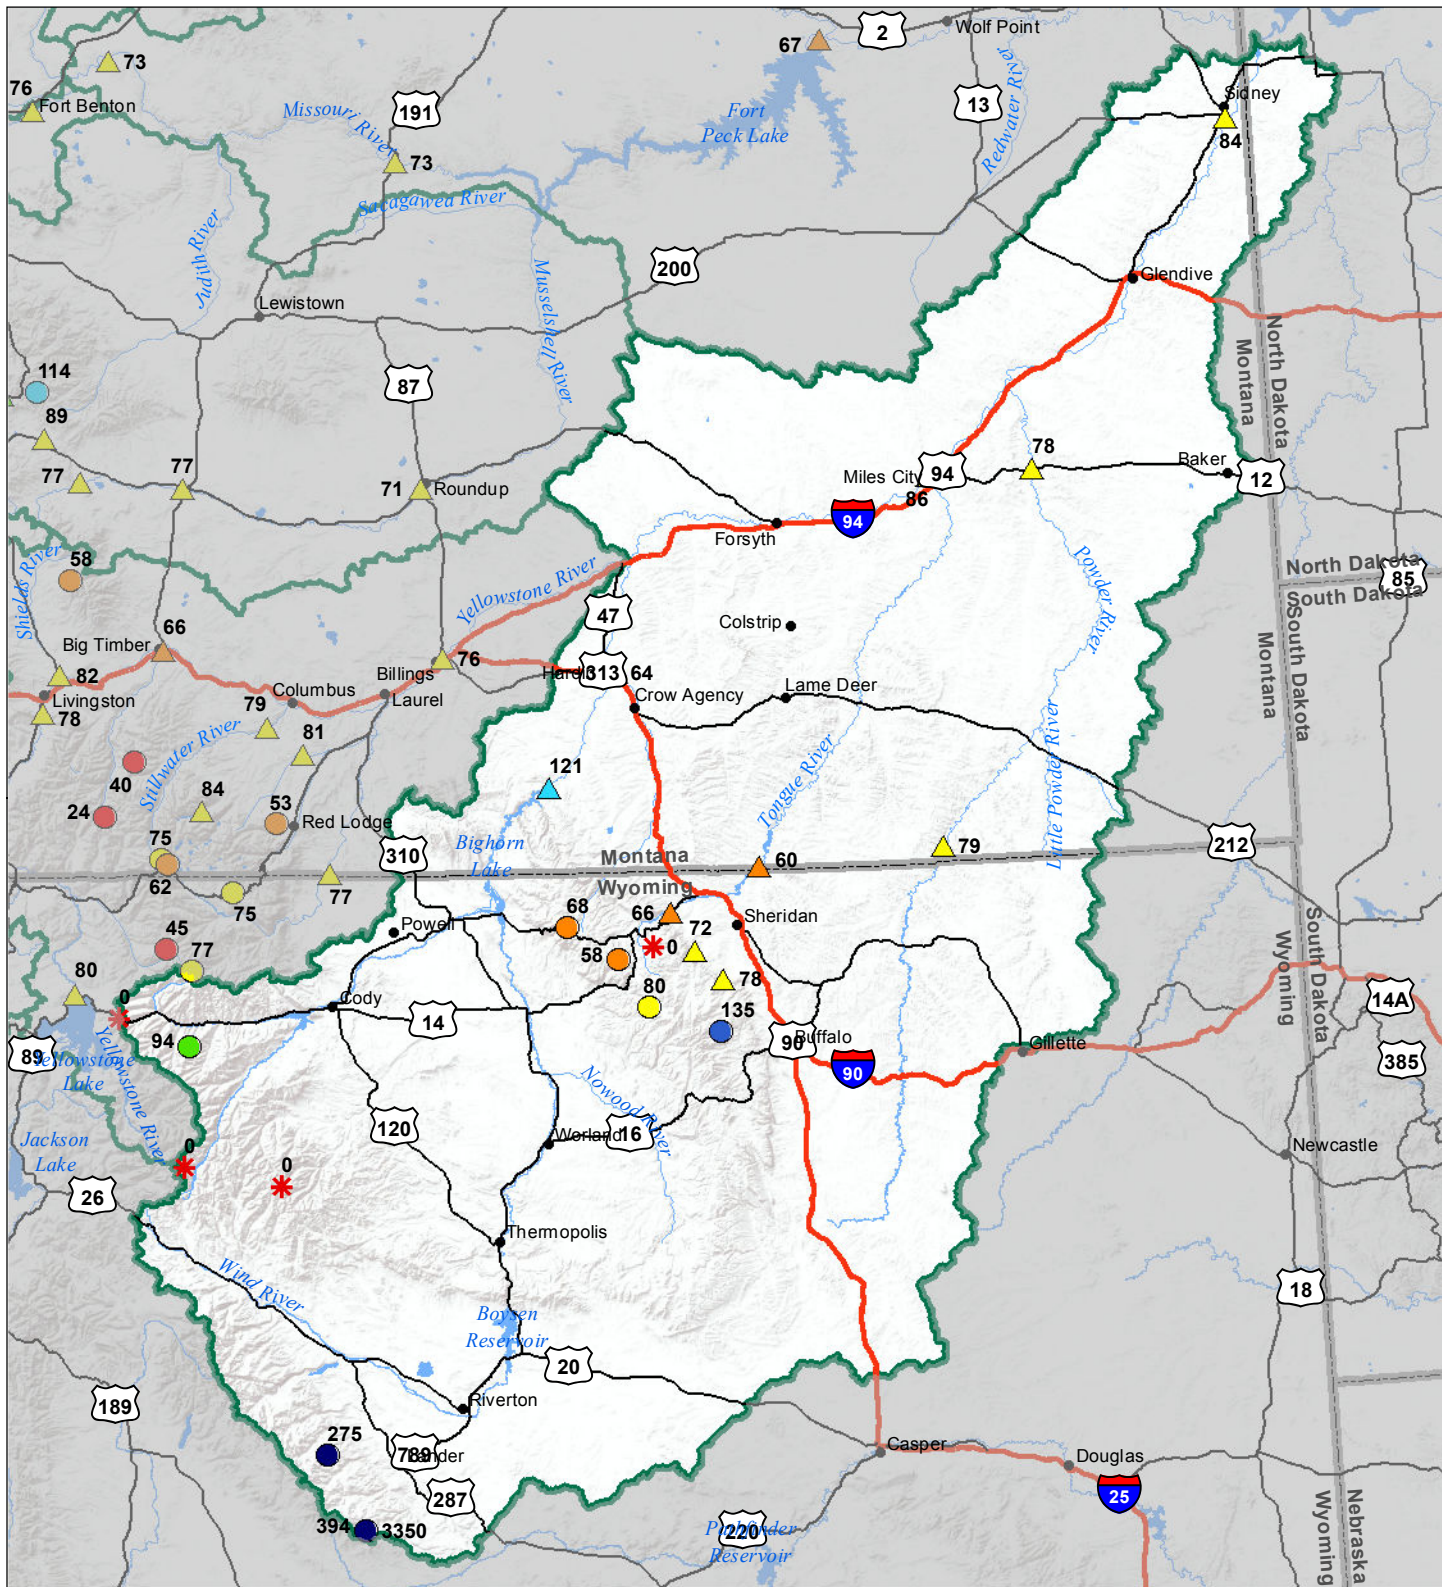 67
2
Wolf Point
73
76
Fort Benton
191
Missouri River
Fort
Peck Lake
13
Redwater River
Sidney
84
73
Sacagawea River
Judith River
Musselshell River
200
Glendive
Lewistown
North Dakota
Montana
114
87
89
77
77
71
Roundup
78
Baker
12
Miles City
94
86
94
Forsyth
58
Shields River
Yellowstone River
Powder River
North Dakota
South Dakota
85
47
Colstrip
Big Timber
66
South Dakota
Montana
82
Billings
76
Hardin
313
64
Livingston
Columbus
Laurel
Crow Agency
Lame Deer
78
79
Stillwater River
81
Little Powder River
40
121
Tongue River
24
84
53
Red Lodge
75
310
Bighorn
Lake
Montana
Wyoming
60
79
212
62
75
77
68
66
Sheridan
Powell
72
0
58
45
77
78
South Dakota
Wyoming
80
0
Cody
14
80
135
14A
94
90
Buffalo
90
Gillette
385
89
Yellowstone
Lake
Yellowstone River
Nowood River
120
Worland
16
Jackson
Lake
0
0
Newcastle
26
Thermopolis
Wind River
18
Boysen
Reservoir
20
189
Riverton
275
789
Lander
Casper
Douglas
287
25
394
3350
220
Pathfinder
Reservoir
Nebraska
Wyoming